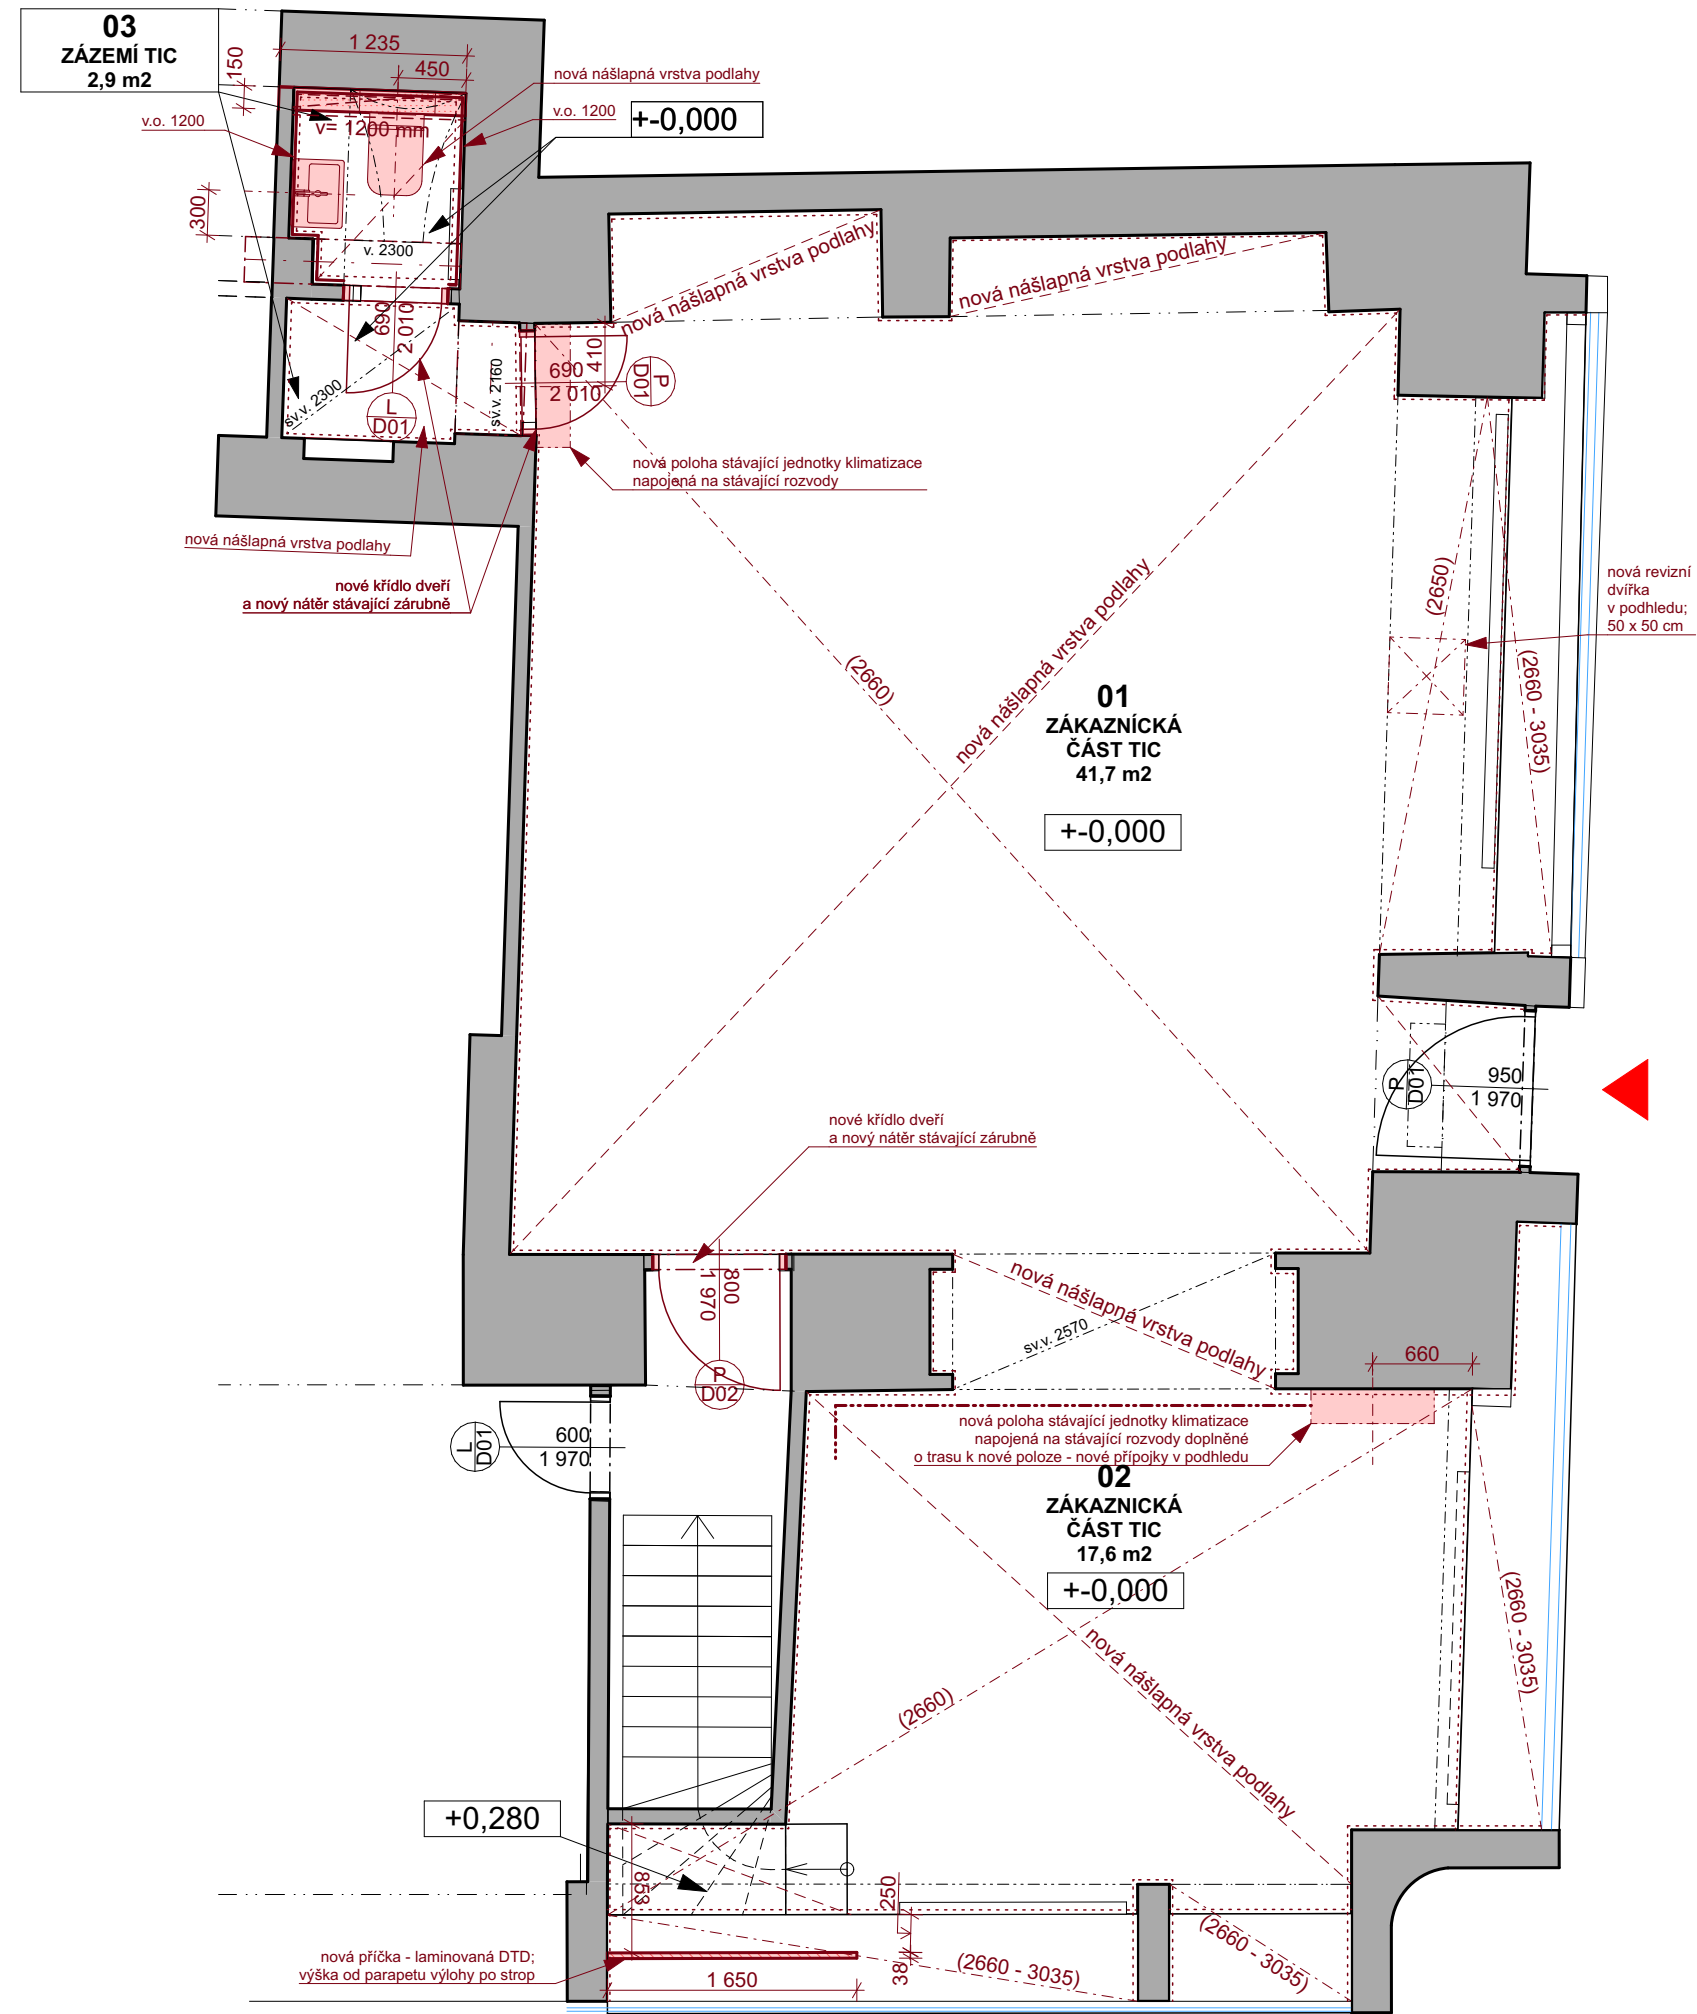 03
ZÁZEMÍ TIC
2,9 m2
1 235
450
150
nová nášlapná vrstva podlahy
v.o. 1200
v.o. 1200
+-0,000
v= 1200 mm
300
v. 2300
690
2 010
sv.v. 2300
L
D01
sv.v. 2160
690
2 010
410
P
D01
nová nášlapná vrstva podlahy
nová nášlapná vrstva podlahy
nová poloha stávající jednotky klimatizace
napojená na stávající rozvody
nová nášlapná vrstva podlahy
nové křídlo dveří
a nový nátěr stávající zárubně
(2660)
nová nášlapná vrstva podlahy
(2650)
(2660 - 3035)
nová revizní
dvířka
v podhledu;
50 x 50 cm
01
ZÁKAZNÍCKÁ
ČÁST TIC
41,7 m2
+-0,000
P
D01
950
1 970
nové křídlo dveří
a nový nátěr stávající zárubně
800
1 970
P
D02
nová nášlapná vrstva podlahy
sv.v. 2570
660
L
D01
600
1 970
nová poloha stávající jednotky klimatizace
napojená na stávající rozvody doplněné
o trasu k nové poloze - nové přípojky v podhledu
02
ZÁKAZNICKÁ
ČÁST TIC
17,6 m2
+-0,000
(2660 - 3035)
(2660)
nová nášlapná vrstva podlahy
+0,280
853
250
38
nová příčka - laminovaná DTD;
výška od parapetu výlohy po strop
1 650
(2660 - 3035)
(2660 - 3035)